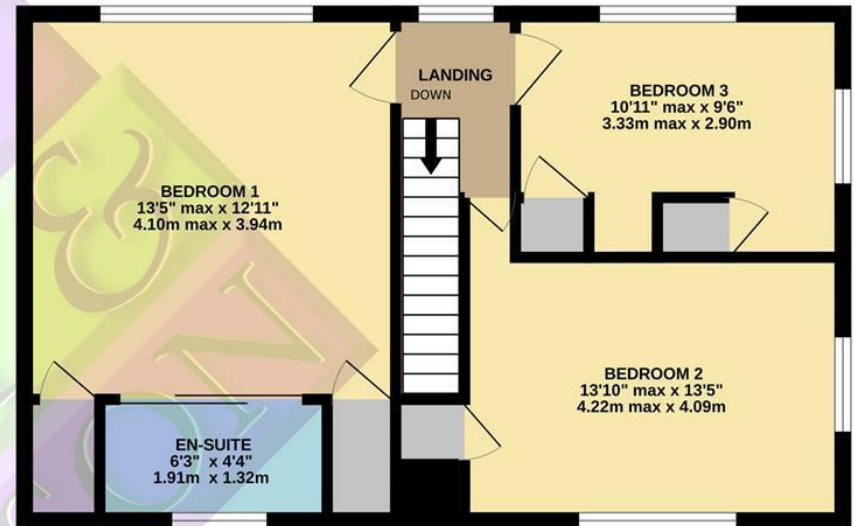 LANDING
DOWN
BEDROOM 3
10'11" max x 9'6"
3.33m max x 2.90m
BEDROOM 1
13'5" max x 12'11"
4.10m max x 3.94m
BEDROOM 2
13'10" max x 13'5"
4.22m max x 4.09m
EN-SUITE
6'3" x 4'4"
1.91m x 1.32m
&
ON